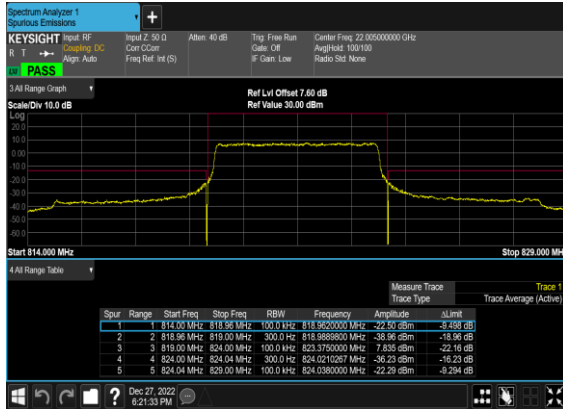 Spectrum Analyzer 1
Spurious Emissions
KEYSIGHT Input: RF
R T Coupling: DC
Align: Auto
Input Z: 50 Ω
Corr CCorr
Freq Ref: Int (S)
Atten: 40 dB
Trig: Free Run
Gate: Off
IF Gain: Low
Center Freq: 22.005000000 GHz
Avg|Hold: 100/100
Radio Std: None
PASS
3 All Range Graph
Ref Lvl Offset 7.60 dB
Scale/Div 10.0 dB
Ref Value 30.00 dBm
Log
20.0
10.0
0.00
-10.0
-20.0
-30.0
-40.0
-50.0
-60.0
Start 814.000 MHz
Stop 829.000 MH
4 All Range Table
Measure Trace Trace 1
Trace Type Trace Average (Active)
Spur Range Start Freq Stop Freq RBW Frequency Amplitude ΔLimit
1 1 814.00 MHz 818.96 MHz 100.0 kHz 818.9620000 MHz -22.50 dBm -9.498 dB
2 2 818.96 MHz 819.00 MHz 300.0 Hz 818.9889800 MHz -38.96 dBm -18.96 dB
3 3 819.00 MHz 824.00 MHz 100.0 kHz 823.3750000 MHz 7.835 dBm -22.16 dB
4 4 824.00 MHz 824.04 MHz 300.0 Hz 824.0210267 MHz -36.23 dBm -16.23 dB
5 5 824.04 MHz 829.00 MHz 100.0 kHz 824.0380000 MHz -22.29 dBm -9.294 dB
Dec 27, 2022
6:21:33 PM